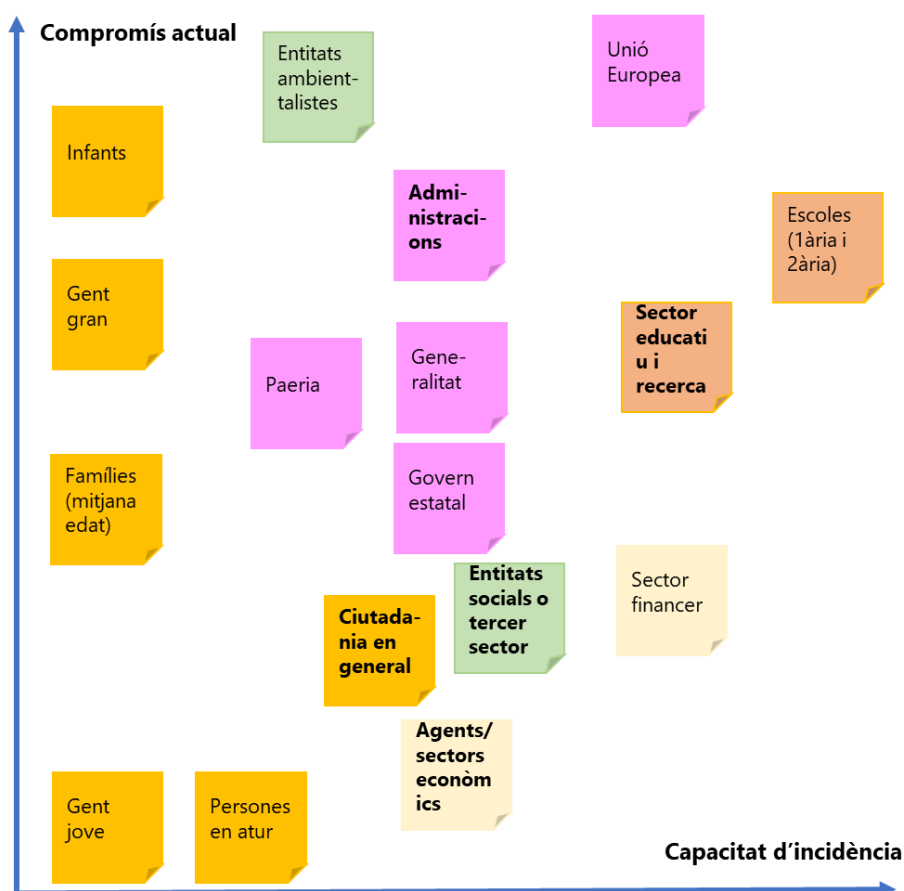 Compromís actual
Entitats
ambient-
talistes
Unió
Europea
Infants
Admi-
nistraci-
ons
Escoles
(1ària i
2ària)
Gent
gran
Sector
educati
u i
recerca
Paeria
Gene-
ralitat
Famílies
(mitjana
edat)
Govern
estatal
Entitats
socials o
tercer
sector
Sector
financer
Ciutada-
nia en
general
Agents/
sectors
econòm
ics
Gent
jove
Persones
en atur
Capacitat d’incidència